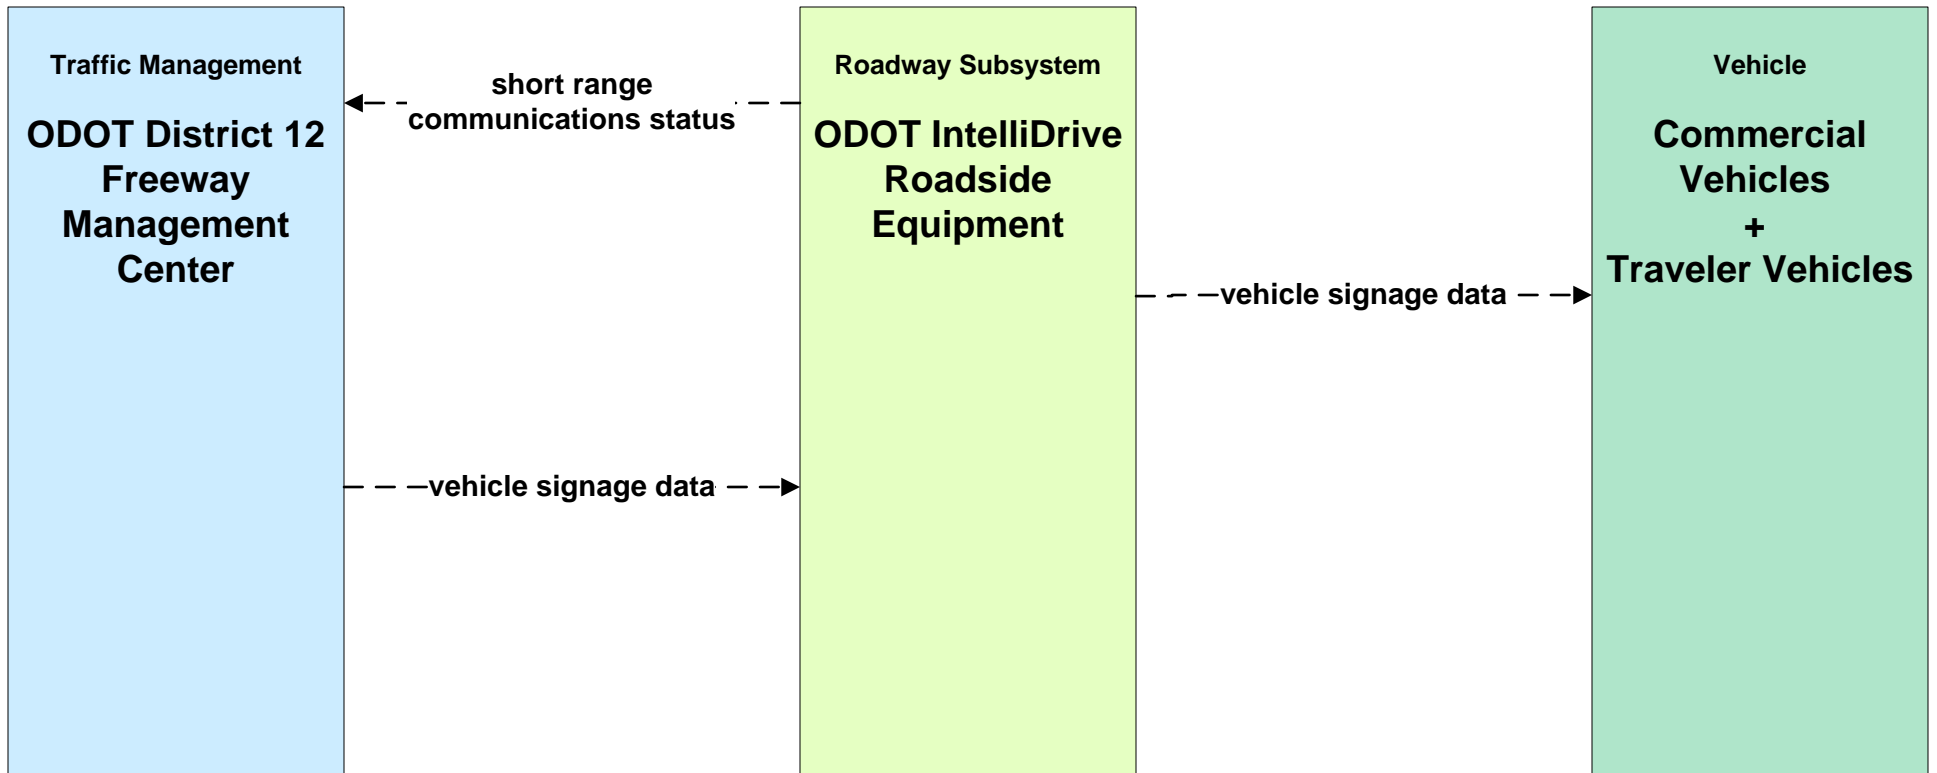 Traffic Management
ODOT District 12
Freeway
Management
Center
short range
communications status
vehicle signage data
Roadway Subsystem
ODOT IntelliDrive
Roadside
Equipment
vehicle signage data
Vehicle
Commercial
Vehicles
+
Traveler Vehicles